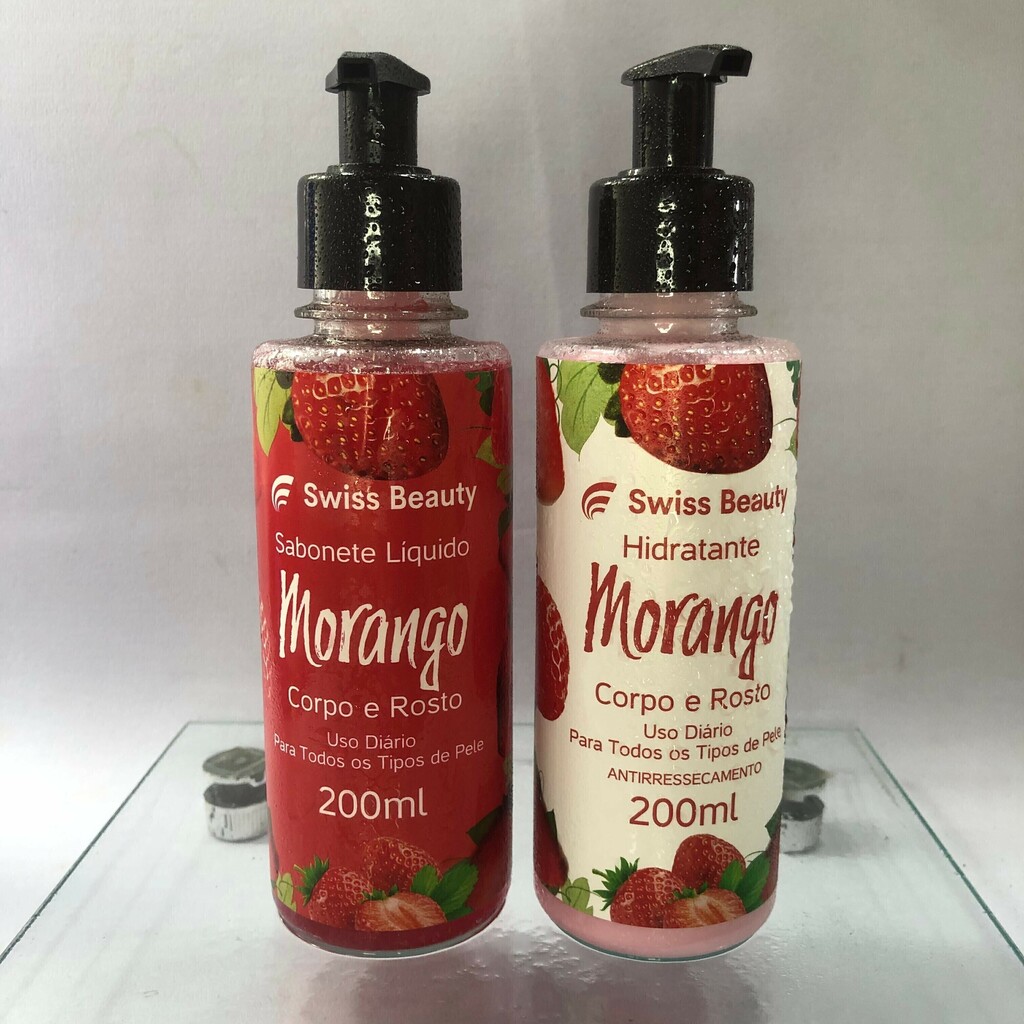 Swiss Beauty
Sabonete Líquido
Morango
Corpo e Rosto
Uso Diário
Para Todos os Tipos de Pele
200ml
Swiss Beauty
Hidratante
Morango
Corpo e Rosto
Uso Diário
Para Todos os Tipos de Pele
ANTIRRESSECAMENTO
200ml